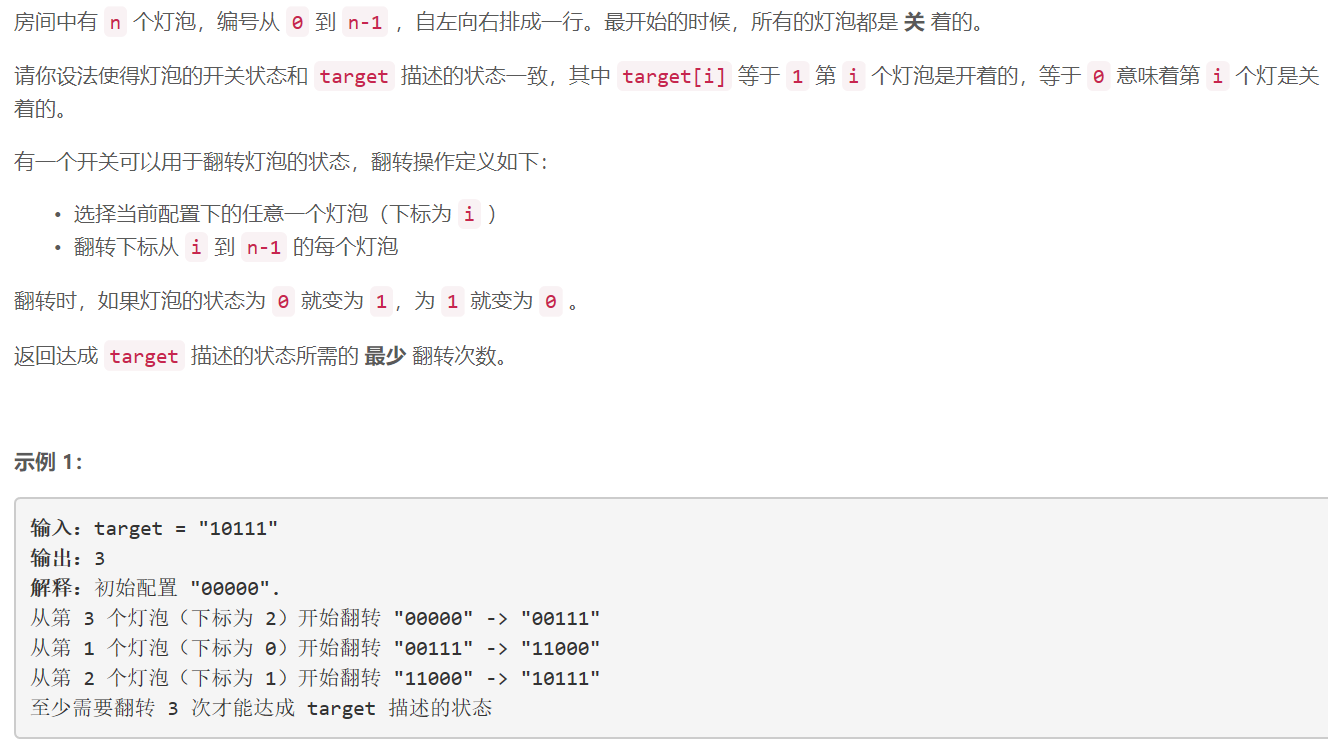 房间中有 n 个灯泡，编号从 0 到 n-1 ，自左向右排成一行。最开始的时候，所有的灯泡都是 关 着的。
请你设法使得灯泡的开关状态和 target 描述的状态一致，其中 target[i] 等于 1 第 i 个灯泡是开着的，等于 0 意味着第 i 个灯是关
着的。
有一个开关可以用于翻转灯泡的状态，翻转操作定义如下：
• 选择当前配置下的任意一个灯泡（下标为 i ）
• 翻转下标从 i 到 n-1 的每个灯泡
翻转时，如果灯泡的状态为 0 就变为 1，为 1 就变为 0 。
返回达成 target 描述的状态所需的 最少 翻转次数。
示例 1：
输入：target = "10111"
输出：3
解释：初始配置 "00000".
从第 3 个灯泡（下标为 2）开始翻转 "00000" -> "00111"
从第 1 个灯泡（下标为 0）开始翻转 "00111" -> "11000"
从第 2 个灯泡（下标为 1）开始翻转 "11000" -> "10111"
至少需要翻转 3 次才能达成 target 描述的状态